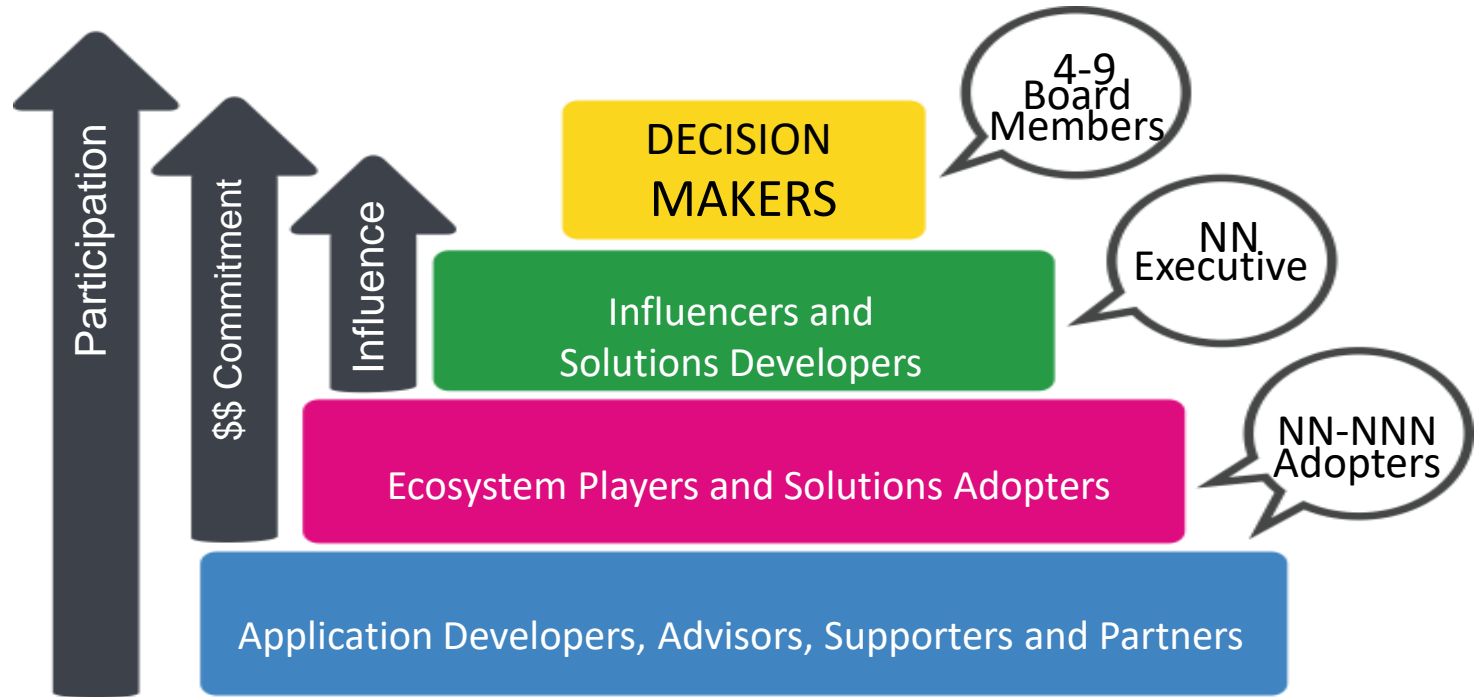 Participation
$$ Commitment
Influence
DECISION
MAKERS
4-9
Board
Members
Influencers and
Solutions Developers
NN
Executive
Ecosystem Players and Solutions Adopters
NN-NNN
Adopters
Application Developers, Advisors, Supporters and Partners